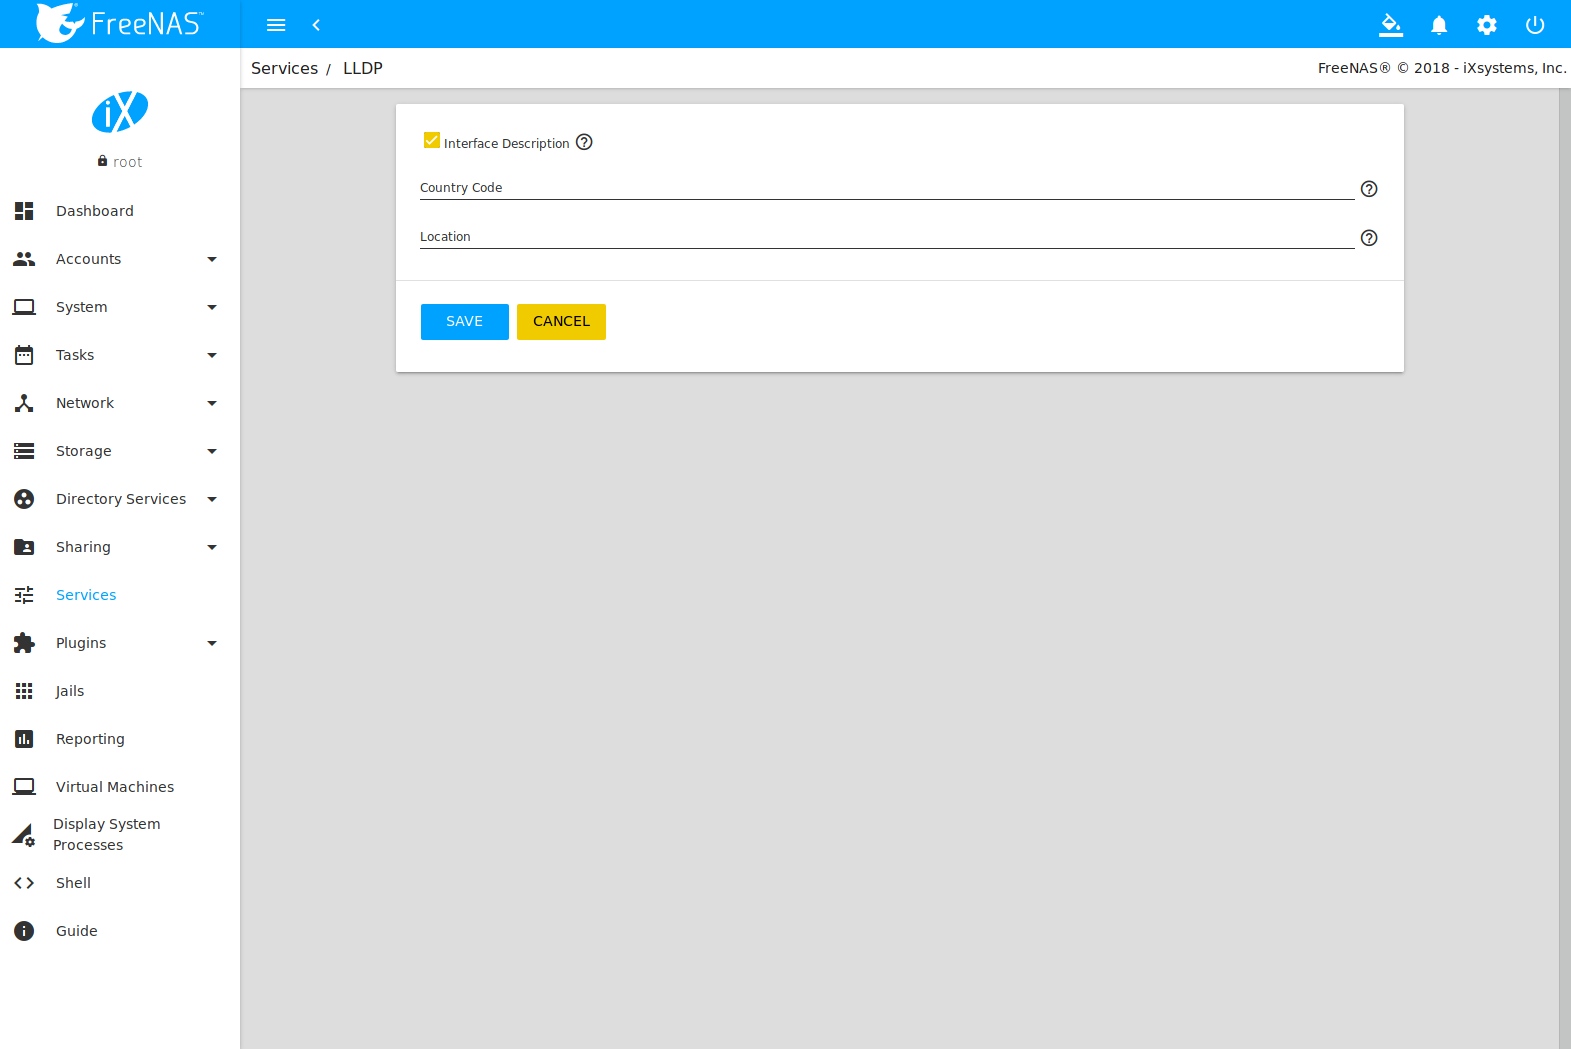 FreeNAS™
Services / LLDP
FreeNAS® © 2018 - iXsystems, Inc.
iX
root
Dashboard
Accounts
System
Tasks
Network
Storage
Directory Services
Sharing
Services
Plugins
Jails
Reporting
Virtual Machines
Display System
Processes
Shell
Guide
Interface Description
Country Code
Location
SAVE CANCEL